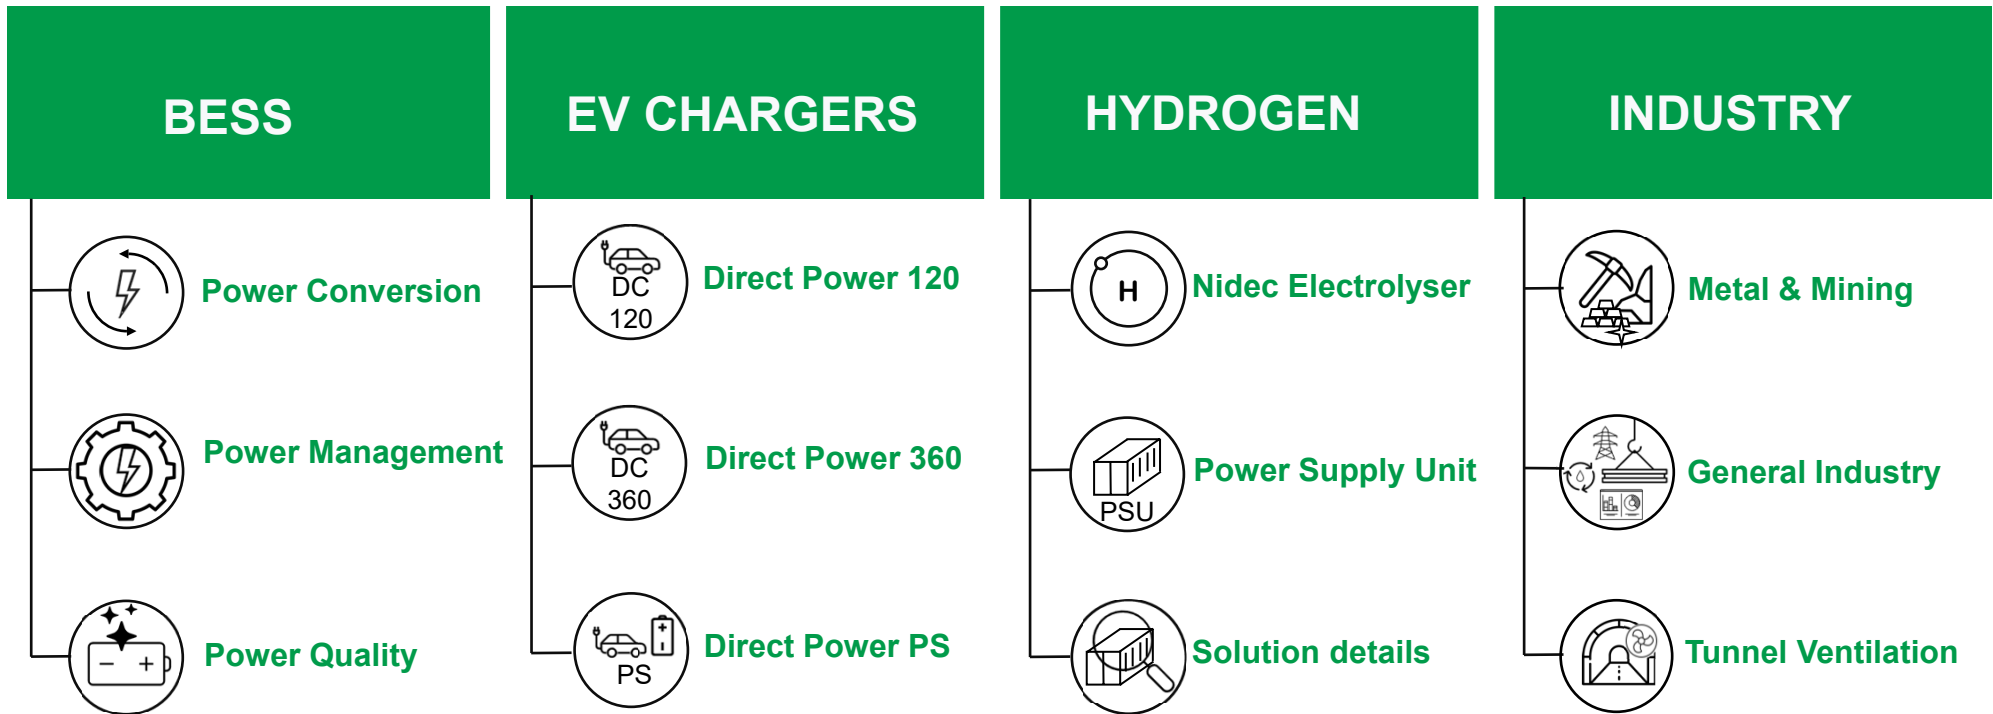 BESS
Power Conversion
Power Management
Power Quality
− +
EV CHARGERS
DC
120
Direct Power 120
DC
360
Direct Power 360
+
-
PS
Direct Power PS
HYDROGEN
H
Nidec Electrolyser
PSU
Power Supply Unit
Solution details
INDUSTRY
Metal & Mining
General Industry
Tunnel Ventilation